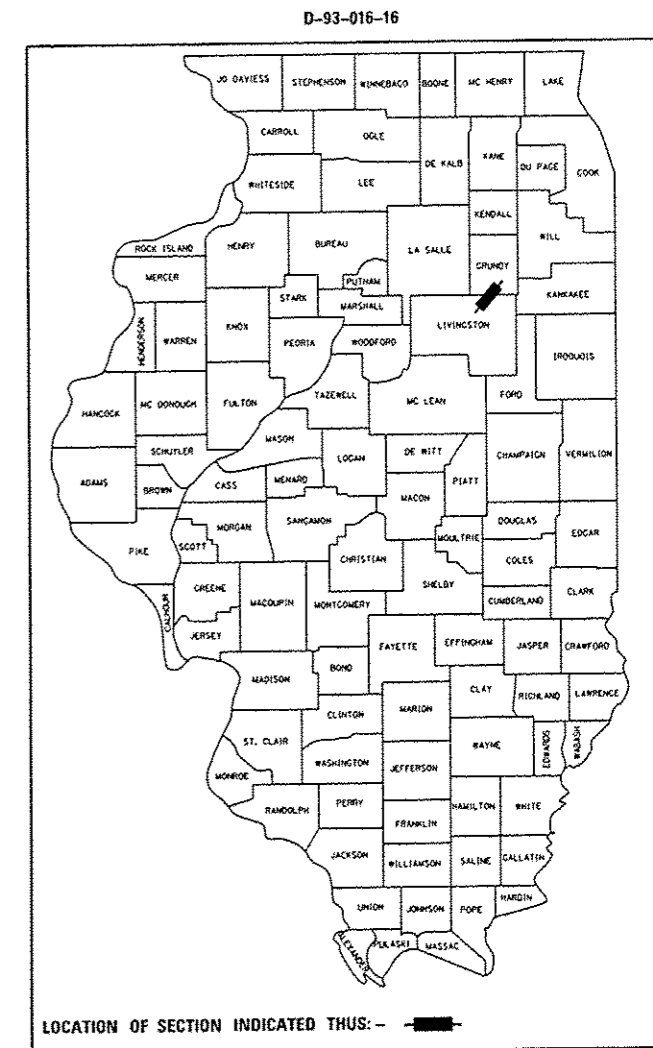 D-93-016-16
JO DAVIESS STEPHENSON WINNEBAGO BOONE MC HENRY LAKE
CARROLL OGLE DE KALB KANE DU PAGE COOK
WHITESIDE LEE KENDALL WILL
ROCK ISLAND HENRY BUREAU LA SALLE GRUNDY
MERCER PUTNAM KANKAKEE
STARK MARSHALL LIVINGSTON
HENDERSON WARREN KNOX PEORIA WOODFORD IROQUOIS
HANCOCK MC DONOUGH FULTON TAZEWELL MC LEAN FORD
MASON
SCHUYLER LOGAN DE WITT CHAMPAIGN VERMILION
ADAMS BROWN CASS MENARD PIATT
MACON
MORGAN SANGAMON DOUGLAS EDGAR
PIKE SCOTT CHRISTIAN MOULTRIE COLES
GREENE SHELBY CLARK
CALHOUN MACOUPIN MONTGOMERY CUMBERLAND
JERSEY FAYETTE EFFINGHAM JASPER CRAWFORD
MADISON BOND CLAY RICHLAND LAWRENCE
CLINTON MARION
ST. CLAIR WAYNE EDWARDS WABASH
MONROE WASHINGTON JEFFERSON
RANDOLPH PERRY HAMILTON WHITE
FRANKLIN
JACKSON WILLIAMSON SALINE GALLATIN
UNION JOHNSON POPE HARDIN
ALEXANDER PULASKI MASSAC
LOCATION OF SECTION INDICATED THUS: -